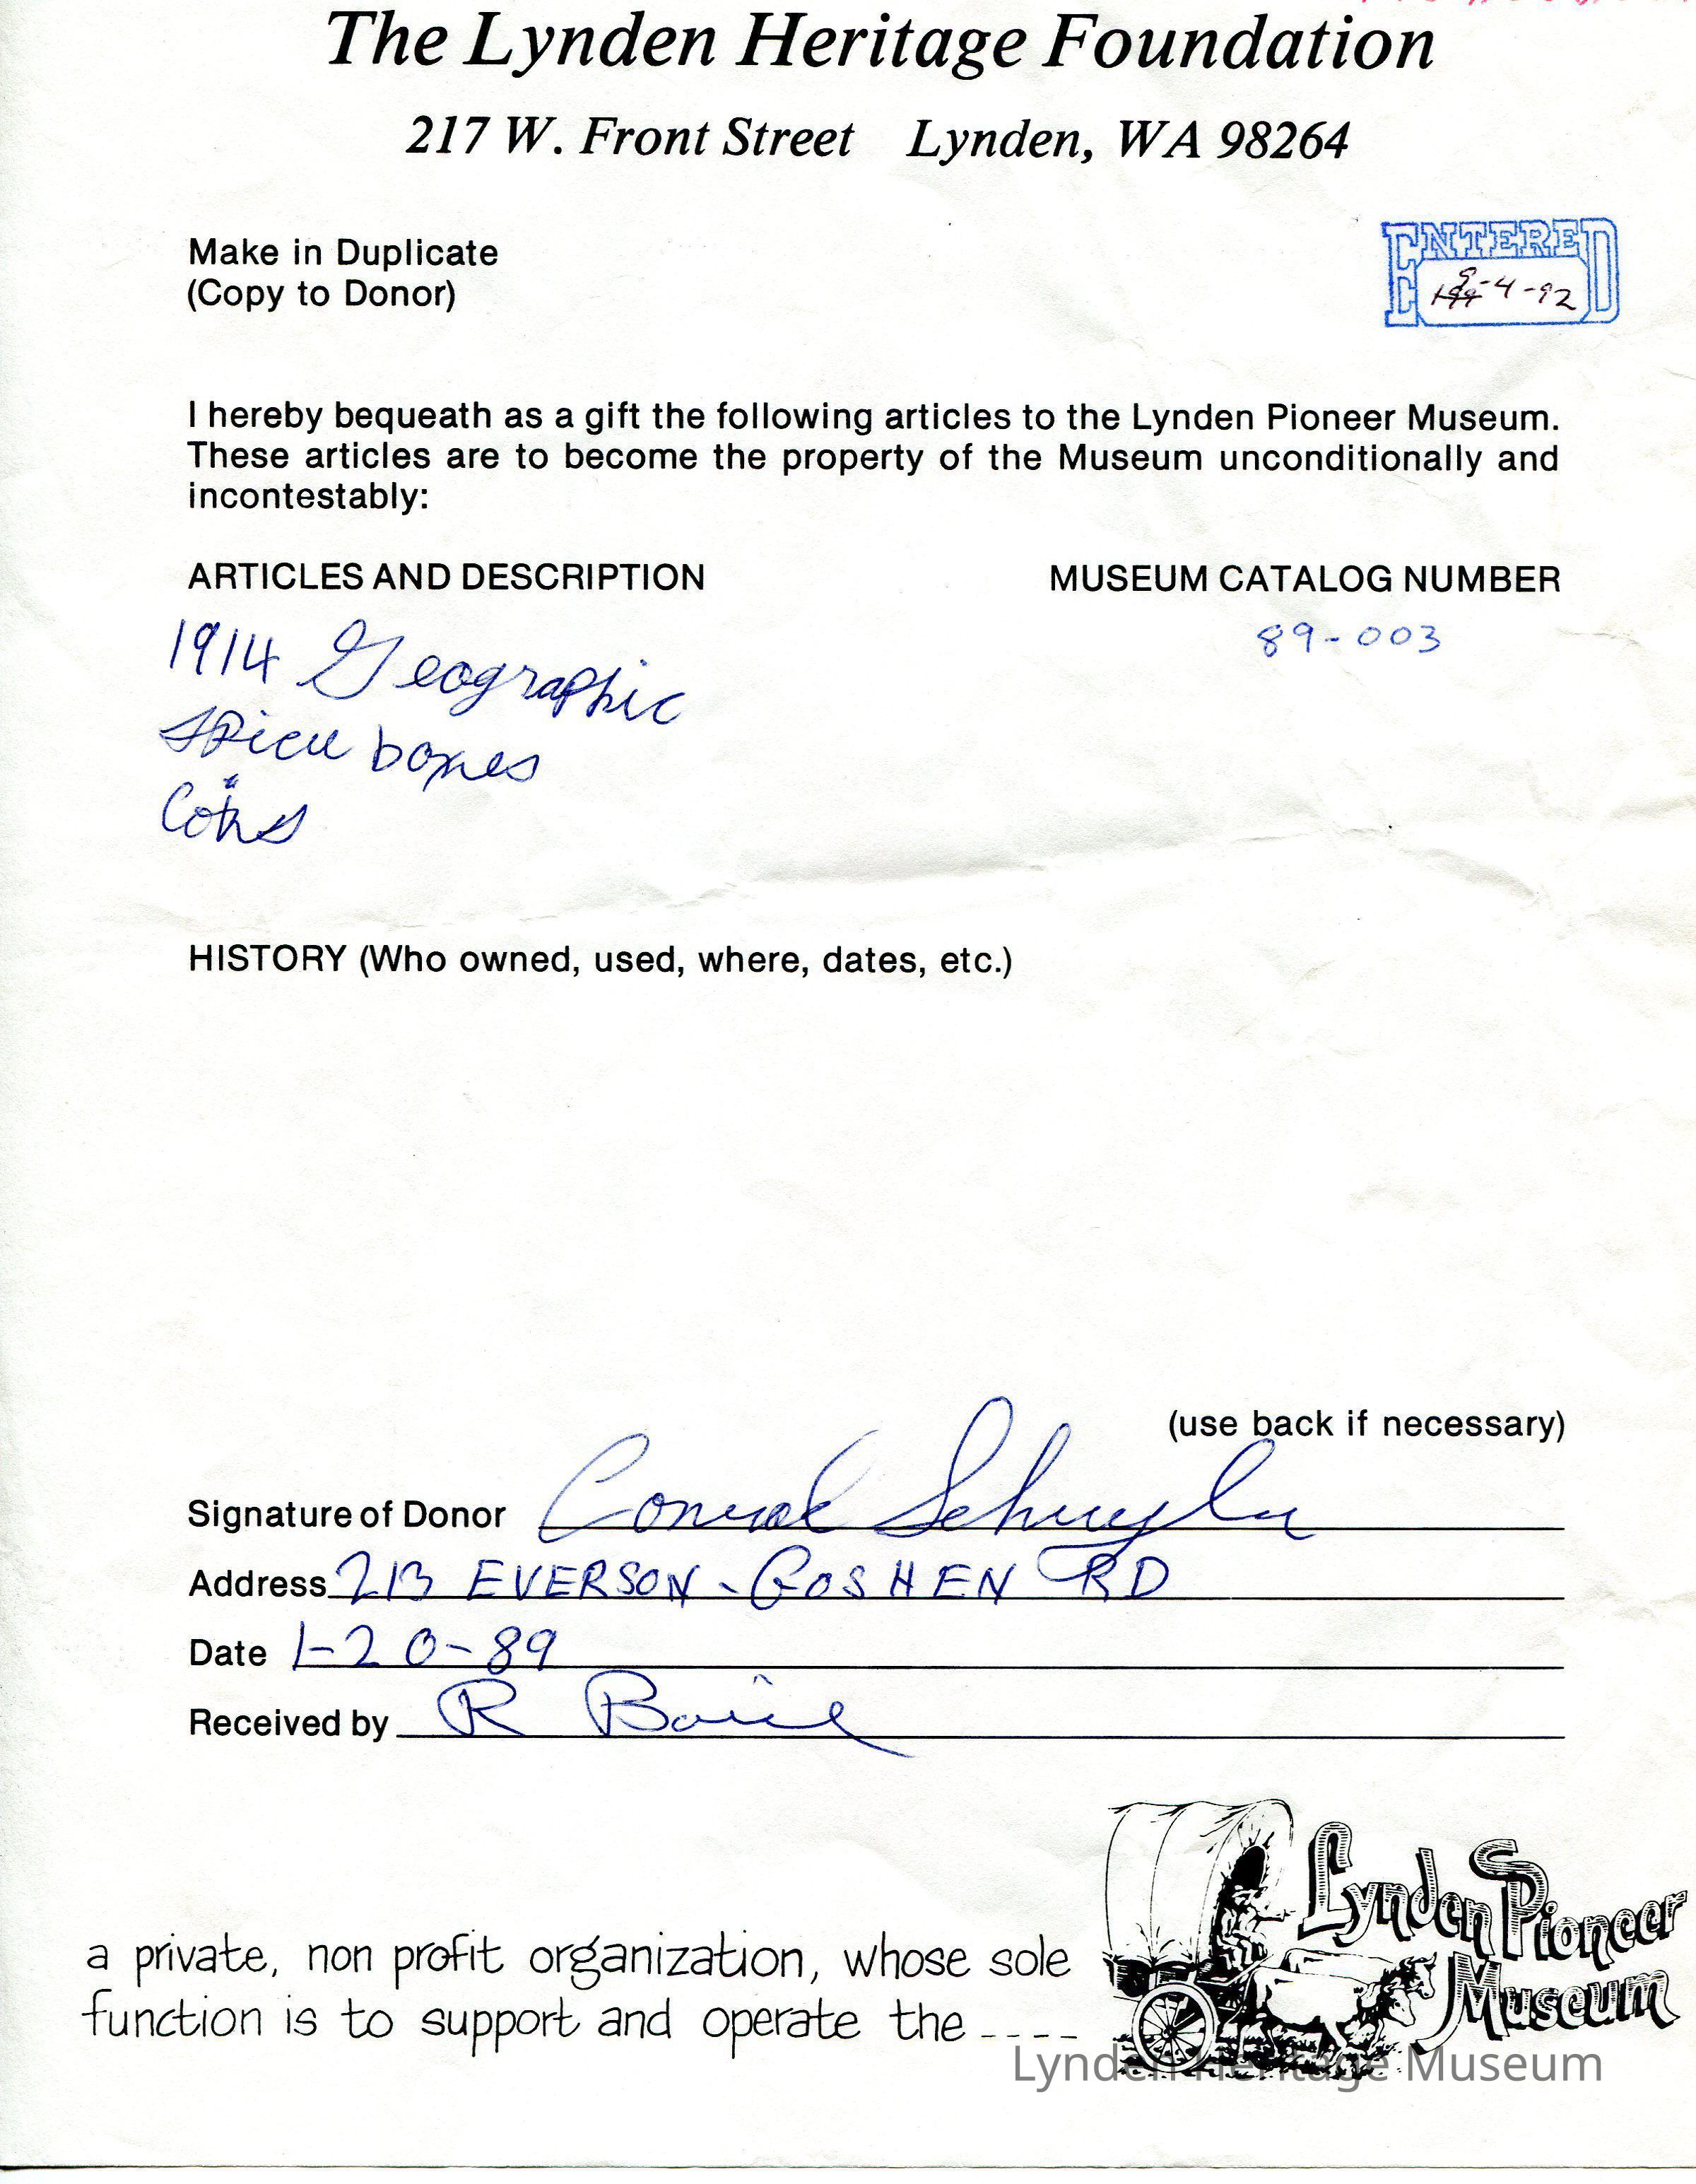 The Lynden Heritage Foundation
217 W. Front Street Lynden, WA 98264
Make in Duplicate
(Copy to Donor)
ENTERED
-4-92
I hereby bequeath as a gift the following articles to the Lynden Pioneer Museum.
These articles are to become the property of the Museum unconditionally and
incontestably:
ARTICLES AND DESCRIPTION MUSEUM CATALOG NUMBER
89-003
1914 Geographic
Spice boxes
Coins
HISTORY (Who owned, used, where, dates, etc.)
(use back if necessary)
Signature of Donor Conrad Schuyler
Address 213 EVERSON-GOSHEN RD
Date 1-20-89
Received by R
Lynden Pioneer
Museum
a private, non profit organization, whose sole
function is to support and operate the ----
Lynden Heritage Museum